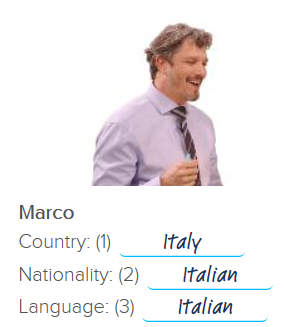 Marco
Country: (1) Italy
Nationality: (2) Italian
Language: (3) Italian